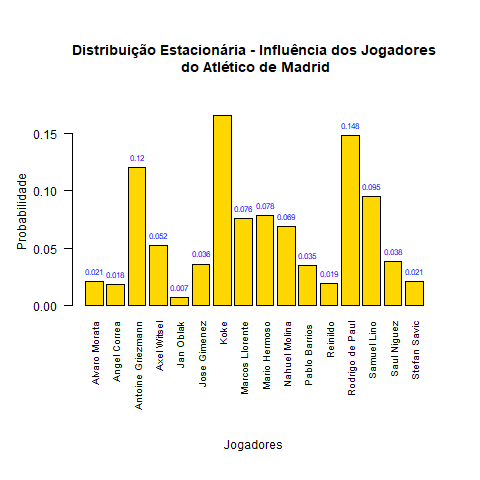 Distribuição Estacionária - Influência dos Jogadores
do Atlético de Madrid
Probabilidade
0.15
0.10
0.05
0.00
0.021
0.018
0.12
0.052
0.007
0.036
0.076
0.078
0.069
0.035
0.019
0.148
0.095
0.038
0.021
Alvaro Morata
Angel Correa
Antoine Griezmann
Axel Witsel
Jan Oblak
Jose Gimenez
Koke
Marcos Llorente
Mario Hermoso
Nahuel Molina
Pablo Barrios
Reinildo
Rodrigo de Paul
Samuel Lino
Saul Niguez
Stefan Savic
Jogadores